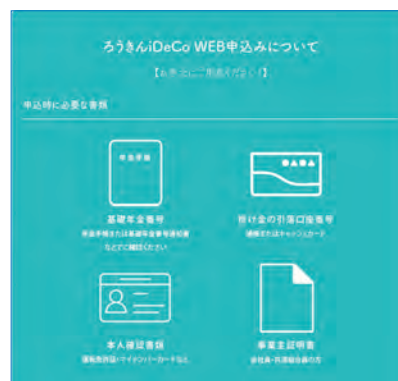 ろうきんiDeCo WEB申込みについて
【お手元にご用意ください】
申込時に必要な書類
年金手帳
基礎年金番号
年金手帳または基礎年金番号通知書
などでご確認ください
掛け金の引落口座番号
通帳またはキャッシュカード
本人確認書類
運転免許証・マイナンバーカードなど
事業主証明書
会社員・共済組合員の方